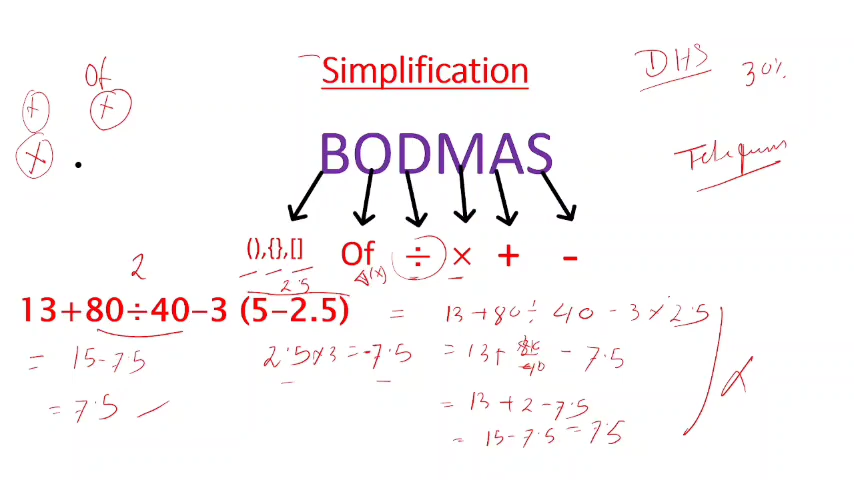 Simplification
DHS
30%
Of
+ +
×
BODMAS
Telegram
(),{},[] Of ÷ × + -
(×)
2
2.5
13+80÷40-3 (5-2.5) = 13+80÷40-3×2.5
= 15-7.5
2.5×3=-7.5
= 13+ 80/40 - 7.5
= 7.5
= 13+2-7.5
= 15-7.5=7.5